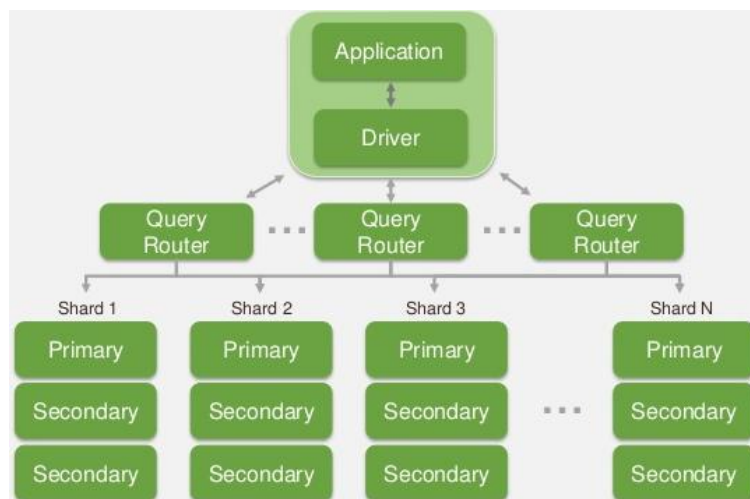 Application
Driver
Query
Router
Query
Router
Query
Router
Shard 1
Shard 2
Shard 3
Shard N
Primary
Primary
Primary
Primary
Secondary
Secondary
Secondary
Secondary
Secondary
Secondary
Secondary
Secondary